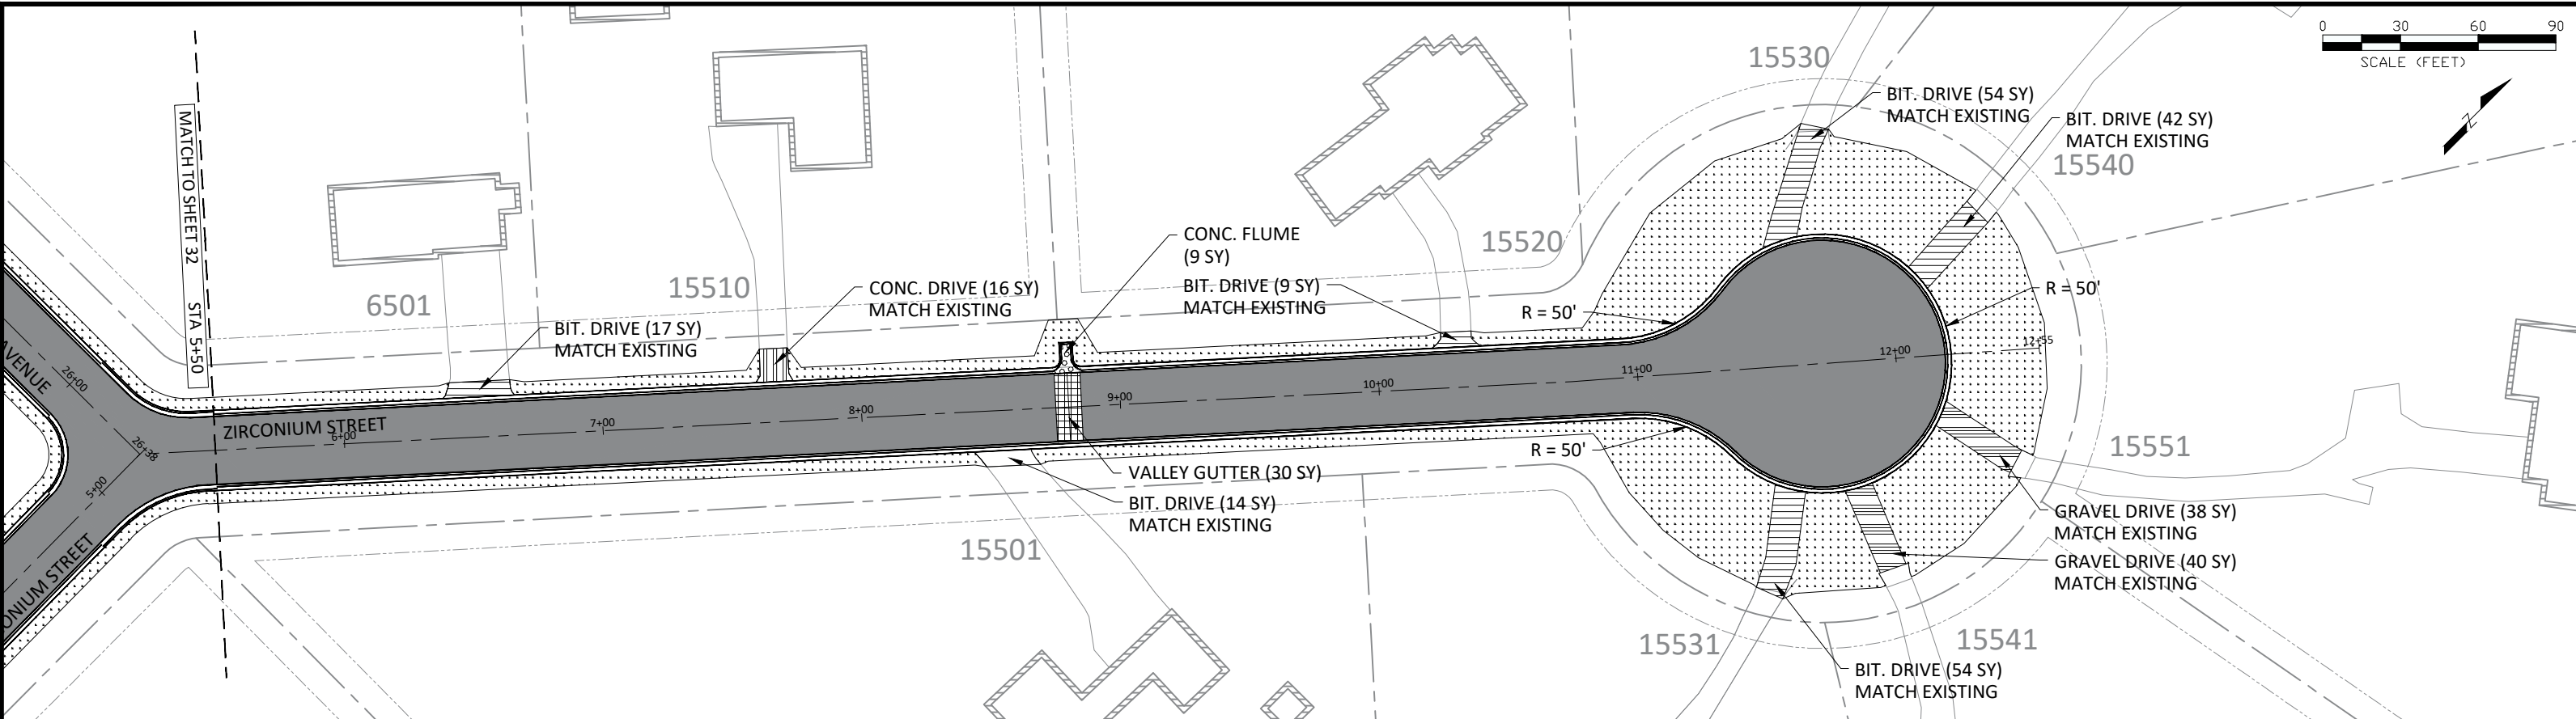 0 30 60 90
SCALE (FEET)
N
15530
BIT. DRIVE (54 SY)
MATCH EXISTING
BIT. DRIVE (42 SY)
MATCH EXISTING
15540
MATCH TO SHEET 32 STA 5+50
CONC. FLUME
(9 SY)
15520
6501
15510
CONC. DRIVE (16 SY)
MATCH EXISTING
BIT. DRIVE (9 SY)
MATCH EXISTING
R = 50'
R = 50'
BIT. DRIVE (17 SY)
MATCH EXISTING
AVENUE
26+00
26+38
5+00
ZIRCONIUM STREET
6+00
7+00
8+00
9+00
10+00
11+00
12+00
12+55
ONIUM STREET
R = 50'
15551
VALLEY GUTTER (30 SY)
BIT. DRIVE (14 SY)
MATCH EXISTING
15501
GRAVEL DRIVE (38 SY)
MATCH EXISTING
GRAVEL DRIVE (40 SY)
MATCH EXISTING
15531
15541
BIT. DRIVE (54 SY)
MATCH EXISTING